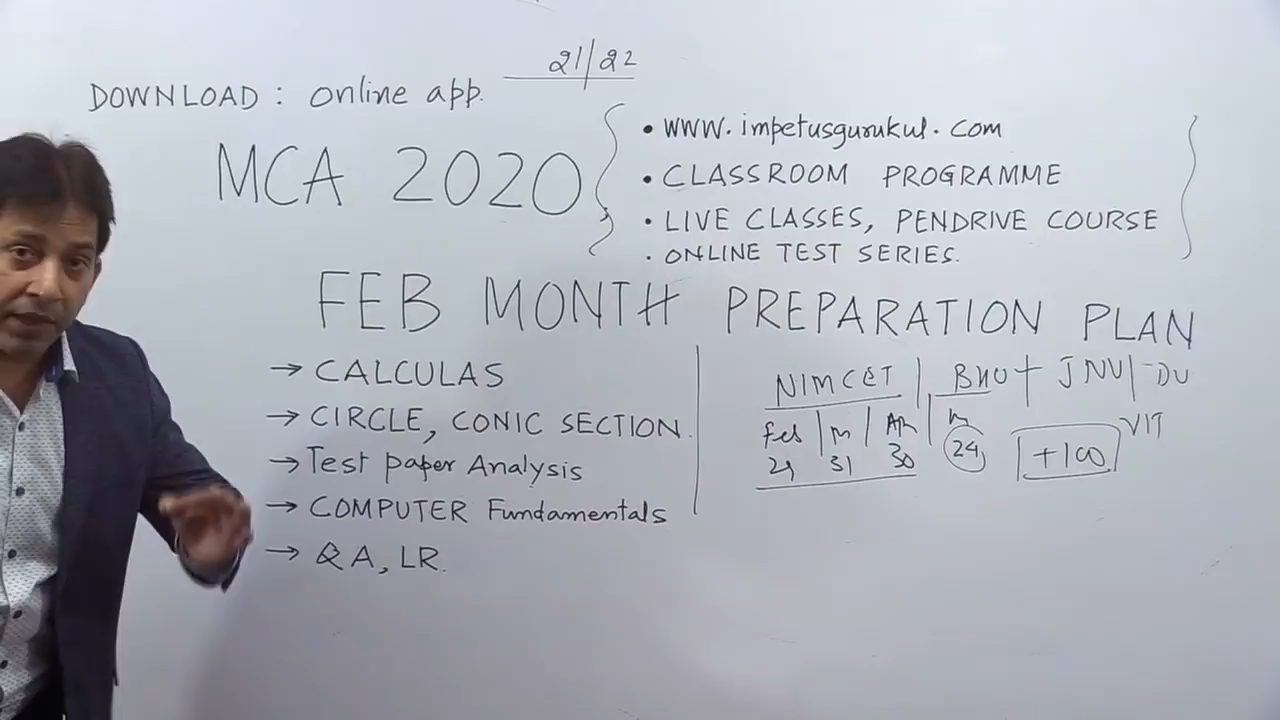 21/22
DOWNLOAD: online app.
MCA 2020
• WWW.impetusgurukul.com
• CLASSROOM PROGRAMME
• LIVE CLASSES, PENDRIVE COURSE
• ONLINE TEST SERIES.
FEB MONTH PREPARATION PLAN
→ CALCULAS
→ CIRCLE, CONIC SECTION.
→ Test paper Analysis
→ COMPUTER Fundamentals
→ QA, LR.
NIMCET | BHU + JNU | DU
Feb | M | AP | M VIT
29 31 30 24 +100